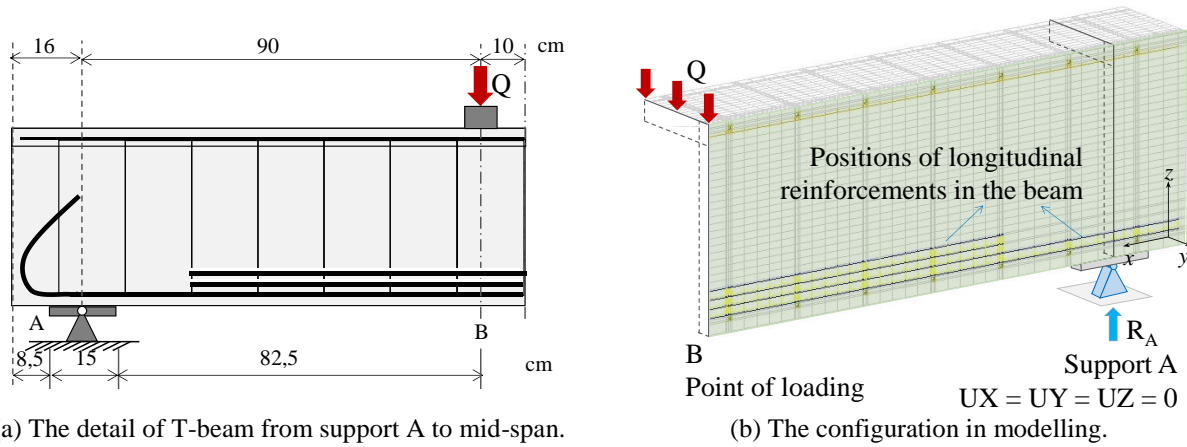 16 90 10 cm
Q
A
B
8,5 15 82,5 cm
a) The detail of T-beam from support A to mid-span.
Q
Positions of longitudinal
reinforcements in the beam
z
x
y
R_A
B
Support A
Point of loading
UX = UY = UZ = 0
(b) The configuration in modelling.